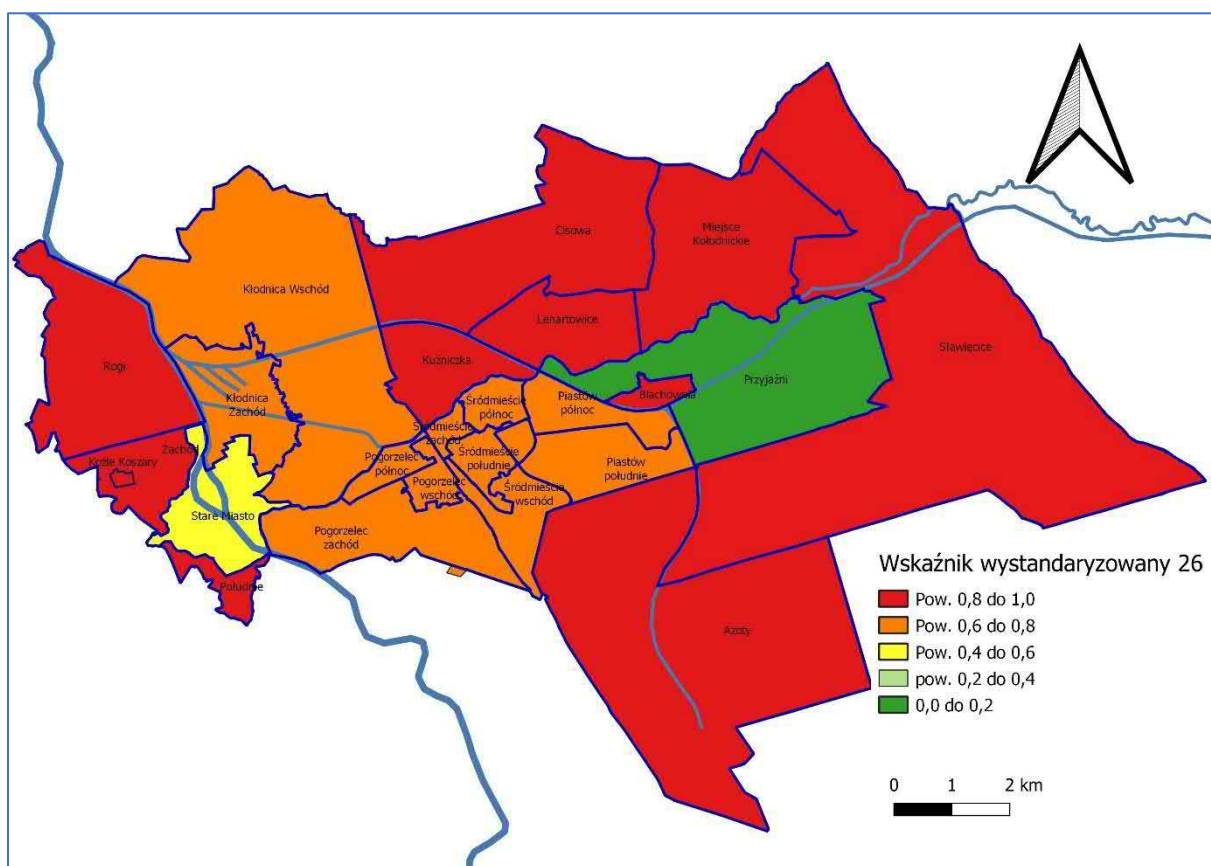 Cisowa
Miejsce
Kołodnickie
Kłodnica Wschód
Lenartowice
Sławięcice
Rogi
Kuźniczka
Przyjaźni
Blachownia
Kłodnica
Zachód
Śródmieście
północ
Piastów
północ
Śródmieście
zachód
Zachód
Śródmieście
południe
Pogorzelec
północ
Koźle Koszary
Piastów
południe
Pogorzelec
wschód
Śródmieścia
wschód
Stare Miasto
Pogorzelec
zachód
Południe
Azoty
Wskaźnik wystandaryzowany 26
Pow. 0,8 do 1,0
Pow. 0,6 do 0,8
Pow. 0,4 do 0,6
pow. 0,2 do 0,4
0,0 do 0,2
0 1 2 km